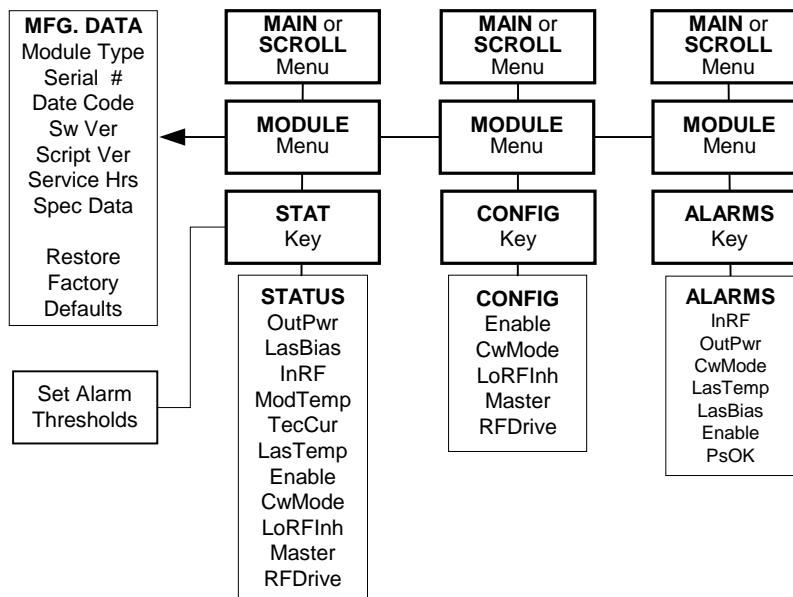 MFG. DATA
Module Type
Serial #
Date Code
Sw Ver
Script Ver
Service Hrs
Spec Data
Restore
Factory
Defaults
Set Alarm
Thresholds
MAIN or
SCROLL
Menu
MODULE
Menu
STAT
Key
STATUS
OutPwr
LasBias
InRF
ModTemp
TecCur
LasTemp
Enable
CwMode
LoRFInh
Master
RFDrive
MAIN or
SCROLL
Menu
MODULE
Menu
CONFIG
Key
CONFIG
Enable
CwMode
LoRFInh
Master
RFDrive
MAIN or
SCROLL
Menu
MODULE
Menu
ALARMS
Key
ALARMS
InRF
OutPwr
CwMode
LasTemp
LasBias
Enable
PsOK